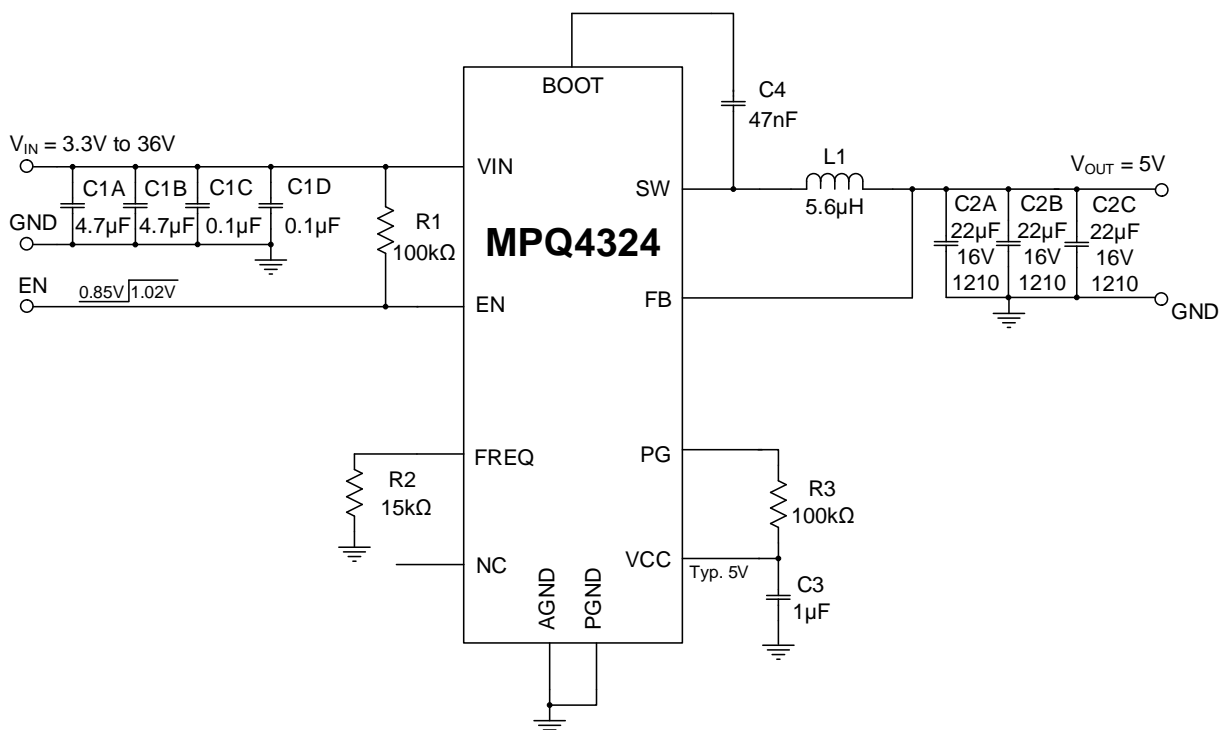 BOOT
C4
47nF
V_IN = 3.3V to 36V
VIN
C1A
C1B
C1C
C1D
4.7µF
4.7µF
0.1µF
0.1µF
GND
R1
100kΩ
SW
L1
5.6µH
V_OUT = 5V
MPQ4324
C2A
C2B
C2C
22µF
22µF
22µF
16V
16V
16V
1210
1210
1210
EN
0.85V
1.02V
EN
FB
GND
FREQ
PG
R2
15kΩ
R3
100kΩ
NC
VCC
Typ. 5V
C3
1µF
AGND
PGND